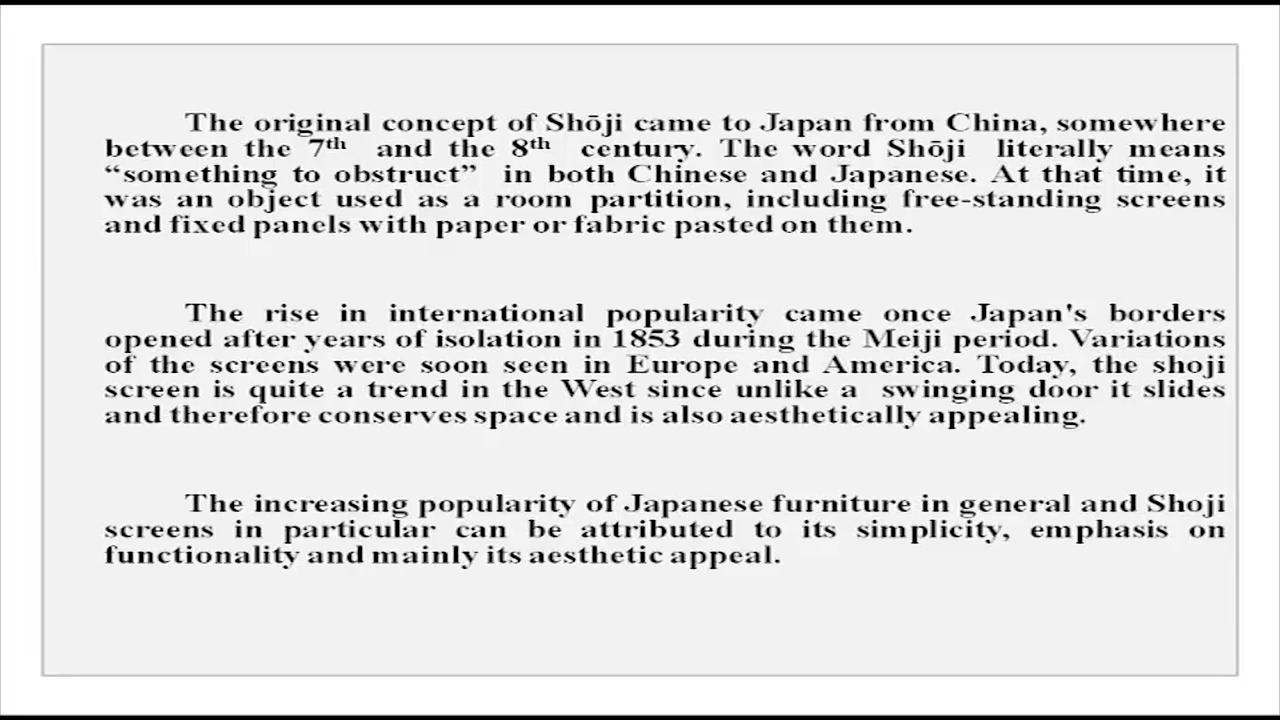 The original concept of Shōji came to Japan from China, somewhere
between the 7th and the 8th century. The word Shōji literally means
“something to obstruct” in both Chinese and Japanese. At that time, it
was an object used as a room partition, including free-standing screens
and fixed panels with paper or fabric pasted on them.
The rise in international popularity came once Japan's borders
opened after years of isolation in 1853 during the Meiji period. Variations
of the screens were soon seen in Europe and America. Today, the shoji
screen is quite a trend in the West since unlike a swinging door it slides
and therefore conserves space and is also aesthetically appealing.
The increasing popularity of Japanese furniture in general and Shoji
screens in particular can be attributed to its simplicity, emphasis on
functionality and mainly its aesthetic appeal.